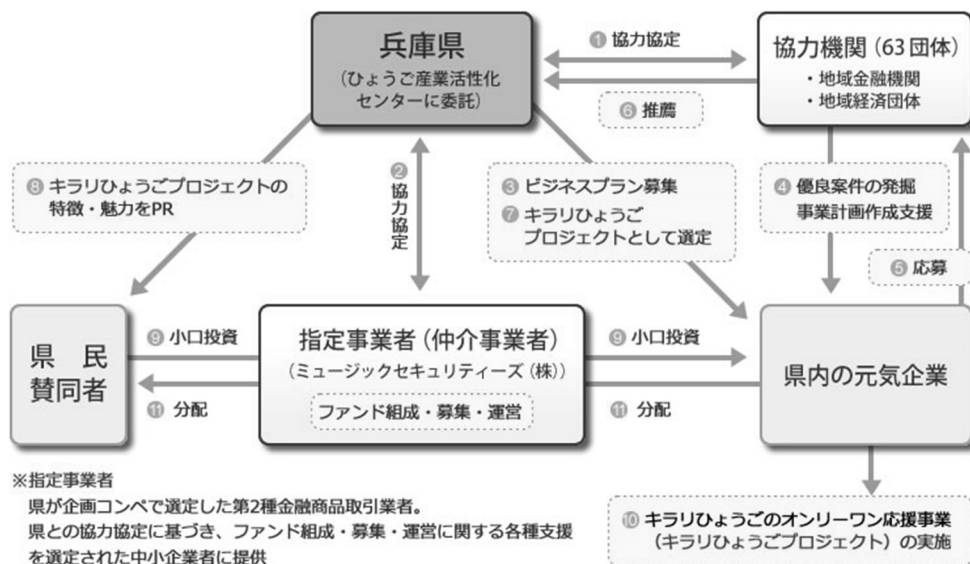 兵庫県
(ひょうご産業活性化
センターに委託)
❶ 協力協定
協力機関(63団体)
・地域金融機関
・地域経済団体
❻ 推薦
❽ キラリひょうごプロジェクトの
特徴・魅力をPR
❷ 協力協定
❸ ビジネスプラン募集
❼ キラリひょうご
プロジェクトとして選定
❹ 優良案件の発掘
事業計画作成支援
❺ 応募
県 民
賛同者
❾ 小口投資
⓫ 分配
指定事業者(仲介事業者)
(ミュージックセキュリティーズ(株))
ファンド組成・募集・運営
❾ 小口投資
⓫ 分配
県内の元気企業
※指定事業者
県が企画コンペで選定した第2種金融商品取引業者。
県との協力協定に基づき、ファンド組成・募集・運営に関する各種支援
を選定された中小企業者に提供
❿ キラリひょうごのオンリーワン応援事業
(キラリひょうごプロジェクト)の実施